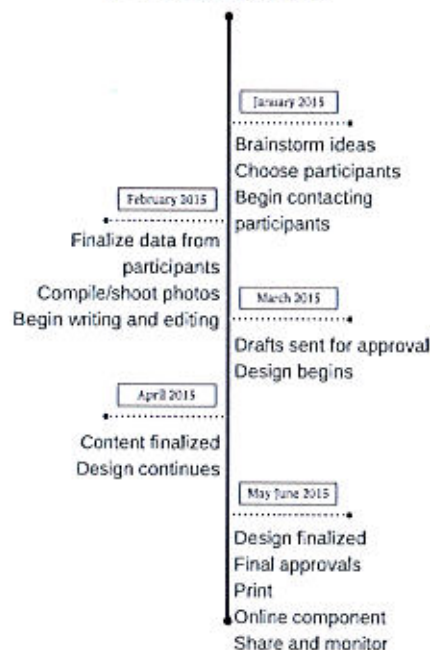 January 2015
Brainstorm ideas
Choose participants
Begin contacting
participants
February 2015
Finalize data from
participants
Compile/shoot photos
Begin writing and editing
March 2015
Drafts sent for approval
Design begins
April 2015
Content finalized
Design continues
May June 2015
Design finalized
Final approvals
Print
Online component
Share and monitor